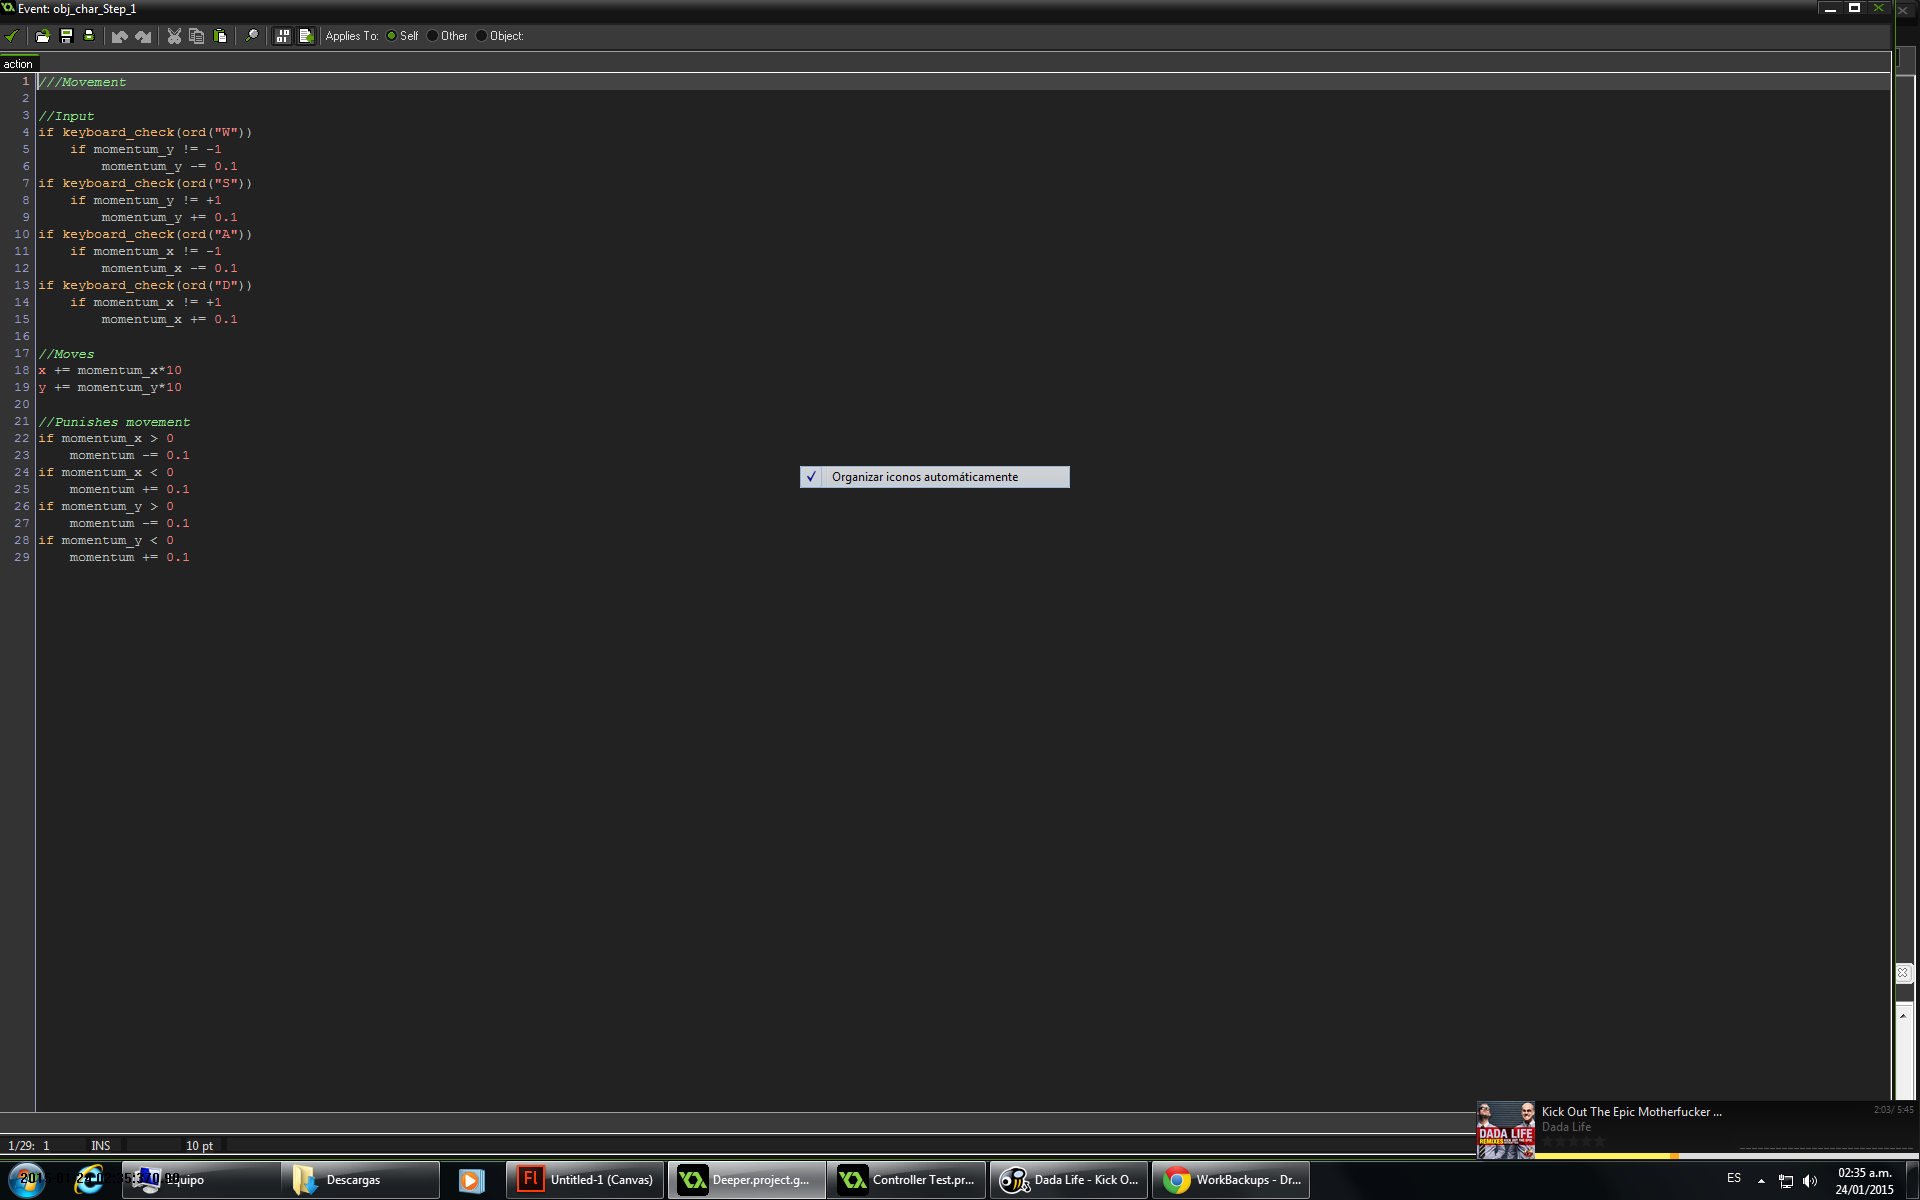 Event: obj_char_Step_1
Applies To: Self Other Object:
action
1 ///Movement
2
3 //Input
4 if keyboard_check(ord("W"))
5 if momentum_y != -1
6 momentum_y -= 0.1
7 if keyboard_check(ord("S"))
8 if momentum_y != +1
9 momentum_y += 0.1
10 if keyboard_check(ord("A"))
11 if momentum_x != -1
12 momentum_x -= 0.1
13 if keyboard_check(ord("D"))
14 if momentum_x != +1
15 momentum_x += 0.1
16
17 //Moves
18 x += momentum_x*10
19 y += momentum_y*10
20
21 //Punishes movement
22 if momentum_x > 0
23 momentum -= 0.1
24 if momentum_x < 0
25 momentum += 0.1
26 if momentum_y > 0
27 momentum -= 0.1
28 if momentum_y < 0
29 momentum += 0.1
✓ Organizar iconos automáticamente
Kick Out The Epic Motherfucker ...
2:03/ 5:45
Dada Life
DADA LIFE
1/29: 1 INS 10 pt
Equipo
Descargas
Fl Untitled-1 (Canvas)
Deeper.project.g...
Controller Test.pr...
Dada Life - Kick O...
WorkBackups - Dr...
ES
02:35 a.m.
24/01/2015